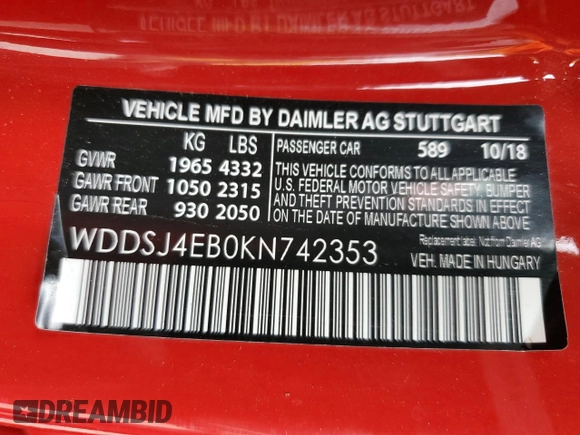 VEHICLE MFD BY DAIMLER AG STUTTGART
KG LBS
GVWR 1965 4332
GAWR FRONT 1050 2315
GAWR REAR 930 2050
PASSENGER CAR 589 10/18
THIS VEHICLE CONFORMS TO ALL APPLICABLE
U.S. FEDERAL MOTOR VEHICLE SAFETY, BUMPER
AND THEFT PREVENTION STANDARDS IN EFFECT
ON THE DATE OF MANUFACTURE SHOWN ABOVE.
Replacement label, Not from Daimler AG
WDDSJ4EB0KN742353
VEH. MADE IN HUNGARY
DREAMBID